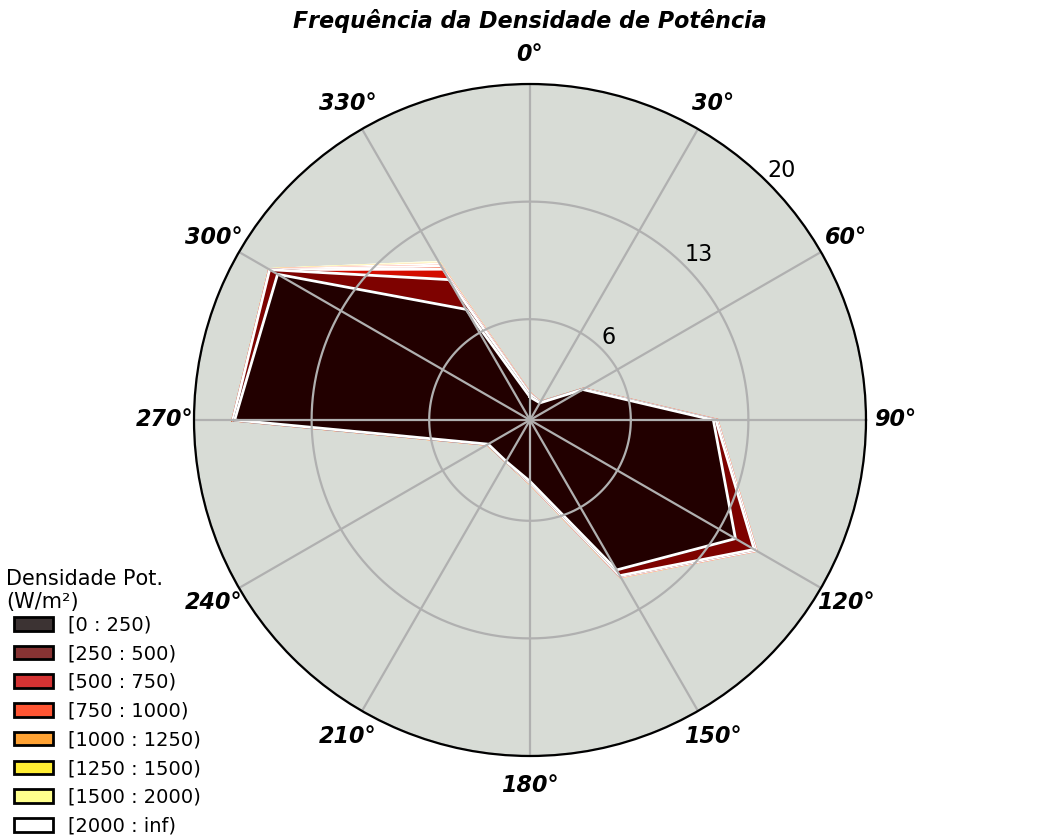 Frequência da Densidade de Potência
0°
330°
30°
20
300°
60°
13
6
270°
90°
Densidade Pot.
(W/m²)
240°
120°
[0 : 250)
[250 : 500)
[500 : 750)
[750 : 1000)
210°
150°
[1000 : 1250)
[1250 : 1500)
180°
[1500 : 2000)
[2000 : inf)